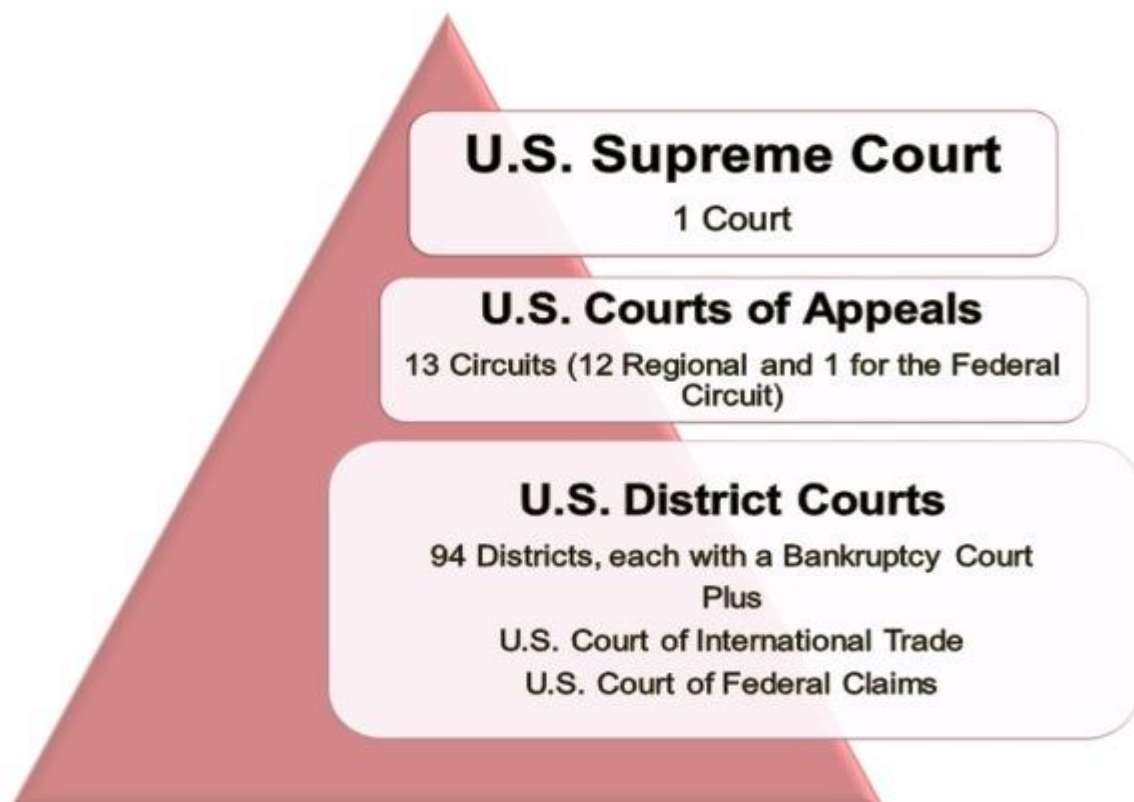 U.S. Supreme Court
1 Court
U.S. Courts of Appeals
13 Circuits (12 Regional and 1 for the Federal
Circuit)
U.S. District Courts
94 Districts, each with a Bankruptcy Court
Plus
U.S. Court of International Trade
U.S. Court of Federal Claims